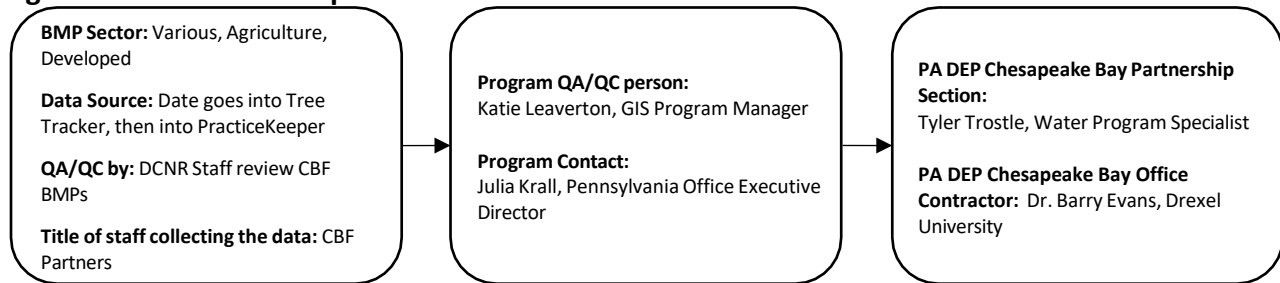 BMP Sector: Various, Agriculture,
Developed
Data Source: Date goes into Tree
Tracker, then into PracticeKeeper
QA/QC by: DCNR Staff review CBF
BMPs
Title of staff collecting the data: CBF
Partners
Program QA/QC person:
Katie Leaverton, GIS Program Manager
Program Contact:
Julia Krall, Pennsylvania Office Executive
Director
PA DEP Chesapeake Bay Partnership
Section:
Tyler Trostle, Water Program Specialist
PA DEP Chesapeake Bay Office
Contractor: Dr. Barry Evans, Drexel
University